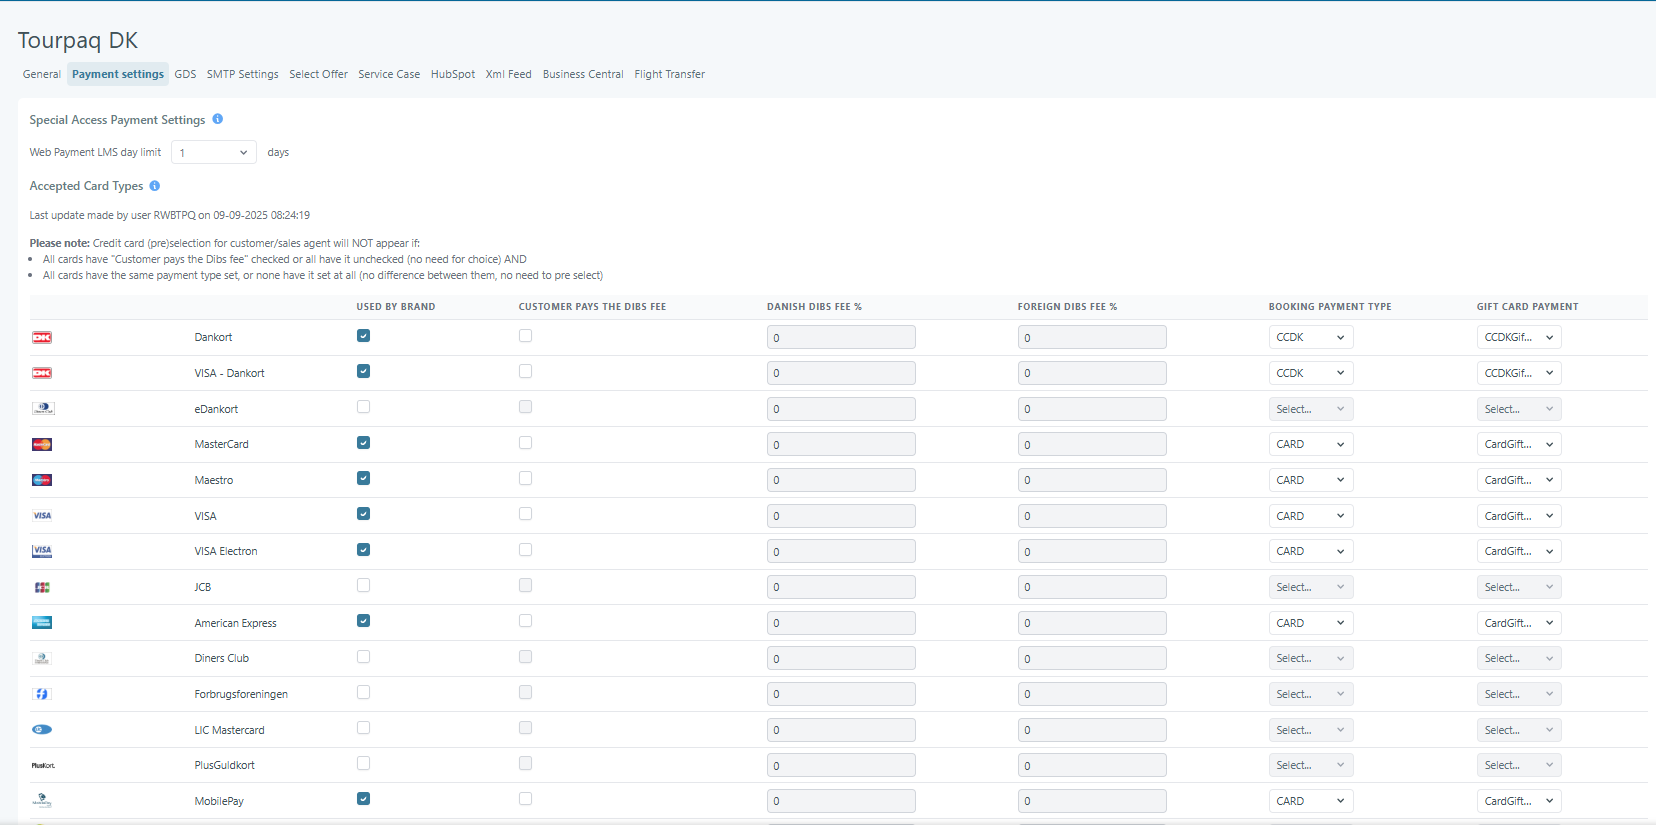 Tourpaq DK
General Payment settings GDS SMTP Settings Select Offer Service Case HubSpot Xml Feed Business Central Flight Transfer
Special Access Payment Settings
Web Payment LMS day limit 1 days
Accepted Card Types
Last update made by user RWBTPQ on 09-09-2025 08:24:19
Please note: Credit card (pre)selection for customer/sales agent will NOT appear if:
• All cards have "Customer pays the Dibs fee" checked or all have it unchecked (no need for choice) AND
• All cards have the same payment type set, or none have it set at all (no difference between them, no need to pre select)
USED BY BRAND CUSTOMER PAYS THE DIBS FEE DANISH DIBS FEE % FOREIGN DIBS FEE % BOOKING PAYMENT TYPE GIFT CARD PAYMENT
DK Dankort 0 0 CCDK CCDKGif...
DK VISA - Dankort 0 0 CCDK CCDKGif...
eDankort 0 0 Select... Select...
MasterCard 0 0 CARD CardGift...
Maestro 0 0 CARD CardGift...
VISA VISA 0 0 CARD CardGift...
VISA VISA Electron 0 0 CARD CardGift...
JCB 0 0 Select... Select...
American Express 0 0 CARD CardGift...
Diners Club 0 0 Select... Select...
Forbrugsforeningen 0 0 Select... Select...
LIC Mastercard 0 0 Select... Select...
PlusKort. PlusGuldkort 0 0 Select... Select...
MobilePay 0 0 CARD CardGift...